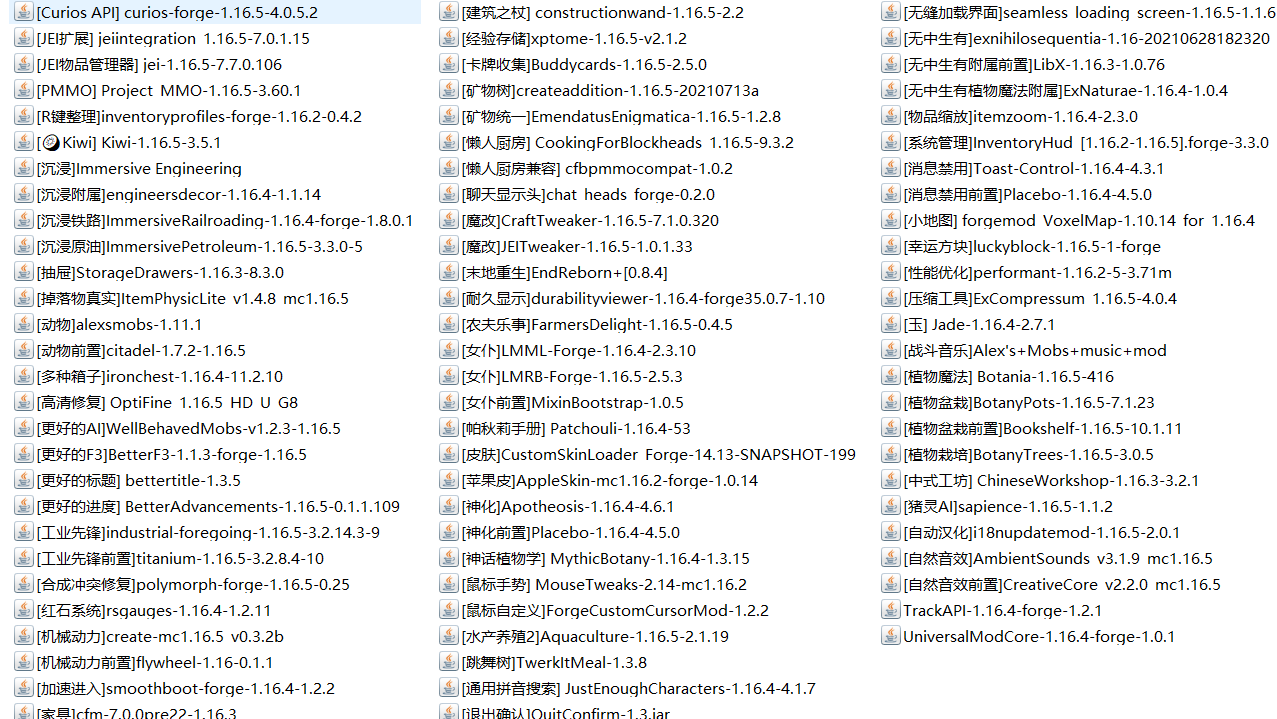 [Curios API] curios-forge-1.16.5-4.0.5.2
[JEI扩展] jeiintegration_1.16.5-7.0.1.15
[JEI物品管理器] jei-1.16.5-7.7.0.106
[PMMO] Project_MMO-1.16.5-3.60.1
[R键整理]inventoryprofiles-forge-1.16.2-0.4.2
[🥝Kiwi] Kiwi-1.16.5-3.5.1
[沉浸]Immersive Engineering
[沉浸附属]engineersdecor-1.16.4-1.1.14
[沉浸铁路]ImmersiveRailroading-1.16.4-forge-1.8.0.1
[沉浸原油]ImmersivePetroleum-1.16.5-3.3.0-5
[抽屉]StorageDrawers-1.16.3-8.3.0
[掉落物真实]ItemPhysicLite_v1.4.8_mc1.16.5
[动物]alexsmobs-1.11.1
[动物前置]citadel-1.7.2-1.16.5
[多种箱子]ironchest-1.16.4-11.2.10
[高清修复] OptiFine_1.16.5_HD_U_G8
[更好的AI]WellBehavedMobs-v1.2.3-1.16.5
[更好的F3]BetterF3-1.1.3-forge-1.16.5
[更好的标题] bettertitle-1.3.5
[更好的进度] BetterAdvancements-1.16.5-0.1.1.109
[工业先锋]industrial-foregoing-1.16.5-3.2.14.3-9
[工业先锋前置]titanium-1.16.5-3.2.8.4-10
[合成冲突修复]polymorph-forge-1.16.5-0.25
[红石系统]rsgauges-1.16.4-1.2.11
[机械动力]create-mc1.16.5_v0.3.2b
[机械动力前置]flywheel-1.16-0.1.1
[加速进入]smoothboot-forge-1.16.4-1.2.2
[家具]cfm-7.0.0pre22-1.16.3
[建筑之杖] constructionwand-1.16.5-2.2
[经验存储]xptome-1.16.5-v2.1.2
[卡牌收集]Buddycards-1.16.5-2.5.0
[矿物树]createaddition-1.16.5-20210713a
[矿物统一]EmendatusEnigmatica-1.16.5-1.2.8
[懒人厨房] CookingForBlockheads_1.16.5-9.3.2
[懒人厨房兼容] cfbpmmocompat-1.0.2
[聊天显示头]chat_heads_forge-0.2.0
[魔改]CraftTweaker-1.16.5-7.1.0.320
[魔改]JEITweaker-1.16.5-1.0.1.33
[末地重生]EndReborn+[0.8.4]
[耐久显示]durabilityviewer-1.16.4-forge35.0.7-1.10
[农夫乐事]FarmersDelight-1.16.5-0.4.5
[女仆]LMML-Forge-1.16.4-2.3.10
[女仆]LMRB-Forge-1.16.5-2.5.3
[女仆前置]MixinBootstrap-1.0.5
[帕秋莉手册] Patchouli-1.16.4-53
[皮肤]CustomSkinLoader_Forge-14.13-SNAPSHOT-199
[苹果皮]AppleSkin-mc1.16.2-forge-1.0.14
[神化]Apotheosis-1.16.4-4.6.1
[神化前置]Placebo-1.16.4-4.5.0
[神话植物学] MythicBotany-1.16.4-1.3.15
[鼠标手势] MouseTweaks-2.14-mc1.16.2
[鼠标自定义]ForgeCustomCursorMod-1.2.2
[水产养殖2]Aquaculture-1.16.5-2.1.19
[跳舞树]TwerkItMeal-1.3.8
[通用拼音搜索] JustEnoughCharacters-1.16.4-4.1.7
[退出确认]QuitConfirm-1.3.jar
[无缝加载界面]seamless_loading_screen-1.16.5-1.1.6
[无中生有]exnihilosequentia-1.16-20210628182320
[无中生有附属前置]LibX-1.16.3-1.0.76
[无中生有植物魔法附属]ExNaturae-1.16.4-1.0.4
[物品缩放]itemzoom-1.16.4-2.3.0
[系统管理]InventoryHud_[1.16.2-1.16.5].forge-3.3.0
[消息禁用]Toast-Control-1.16.4-4.3.1
[消息禁用前置]Placebo-1.16.4-4.5.0
[小地图] forgemod_VoxelMap-1.10.14_for_1.16.4
[幸运方块]luckyblock-1.16.5-1-forge
[性能优化]performant-1.16.2-5-3.71m
[压缩工具]ExCompressum_1.16.5-4.0.4
[玉] Jade-1.16.4-2.7.1
[战斗音乐]Alex's+Mobs+music+mod
[植物魔法] Botania-1.16.5-416
[植物盆栽]BotanyPots-1.16.5-7.1.23
[植物盆栽前置]Bookshelf-1.16.5-10.1.11
[植物栽培]BotanyTrees-1.16.5-3.0.5
[中式工坊] ChineseWorkshop-1.16.3-3.2.1
[猪灵AI]sapience-1.16.5-1.1.2
[自动汉化]i18nupdatemod-1.16.5-2.0.1
[自然音效]AmbientSounds_v3.1.9_mc1.16.5
[自然音效前置]CreativeCore_v2.2.0_mc1.16.5
TrackAPI-1.16.4-forge-1.2.1
UniversalModCore-1.16.4-forge-1.0.1